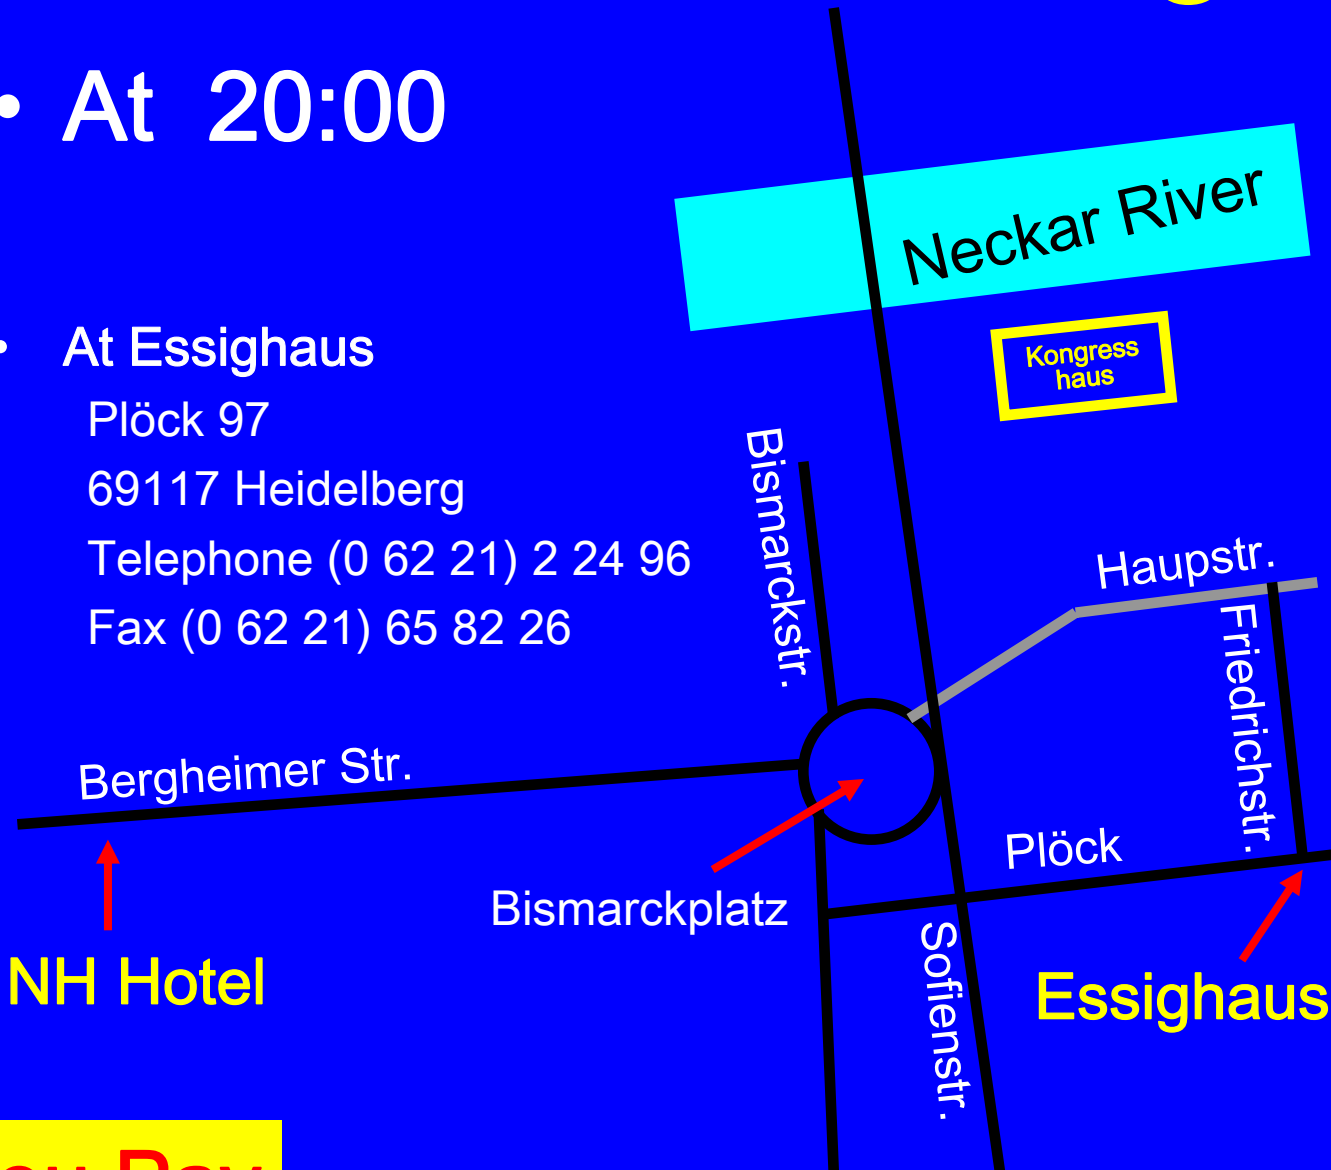 • At 20:00
Neckar River
• At Essighaus
Kongress
haus
Plöck 97
69117 Heidelberg
Telephone (0 62 21) 2 24 96
Fax (0 62 21) 65 82 26
Bismarckstr.
Haupstr.
Friedrichstr.
Bergheimer Str.
Plöck
Bismarckplatz
Sofienstr.
NH Hotel
Essighaus